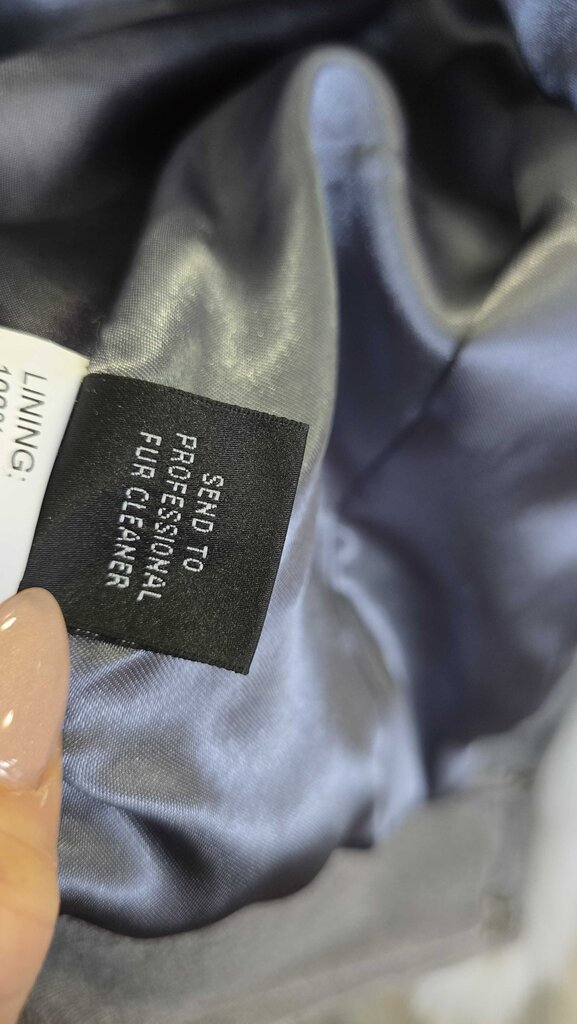 LINING:
SEND TO
PROFESSIONAL
FUR CLEANER